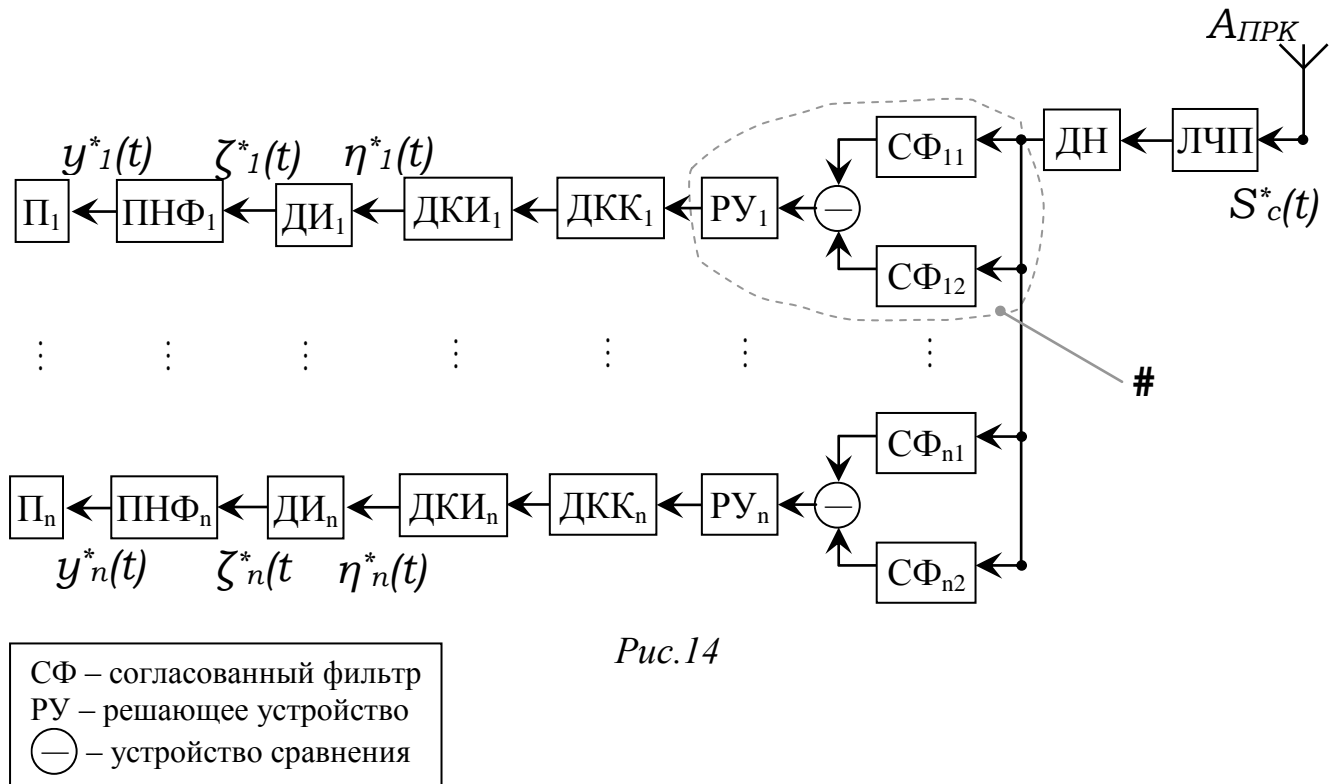 AПРК
СФ11
ДН
ЛЧП
y*1(t)
ζ*1(t)
η*1(t)
S*c(t)
П1
ПНФ1
ДИ1
ДКИ1
ДКК1
РУ1
—
СФ12
#
СФn1
Пn
ПНФn
ДИn
ДКИn
ДККn
РУn
—
y*n(t)
ζ*n(t
η*n(t)
СФn2
Рис.14
СФ – согласованный фильтр
РУ – решающее устройство
— – устройство сравнения